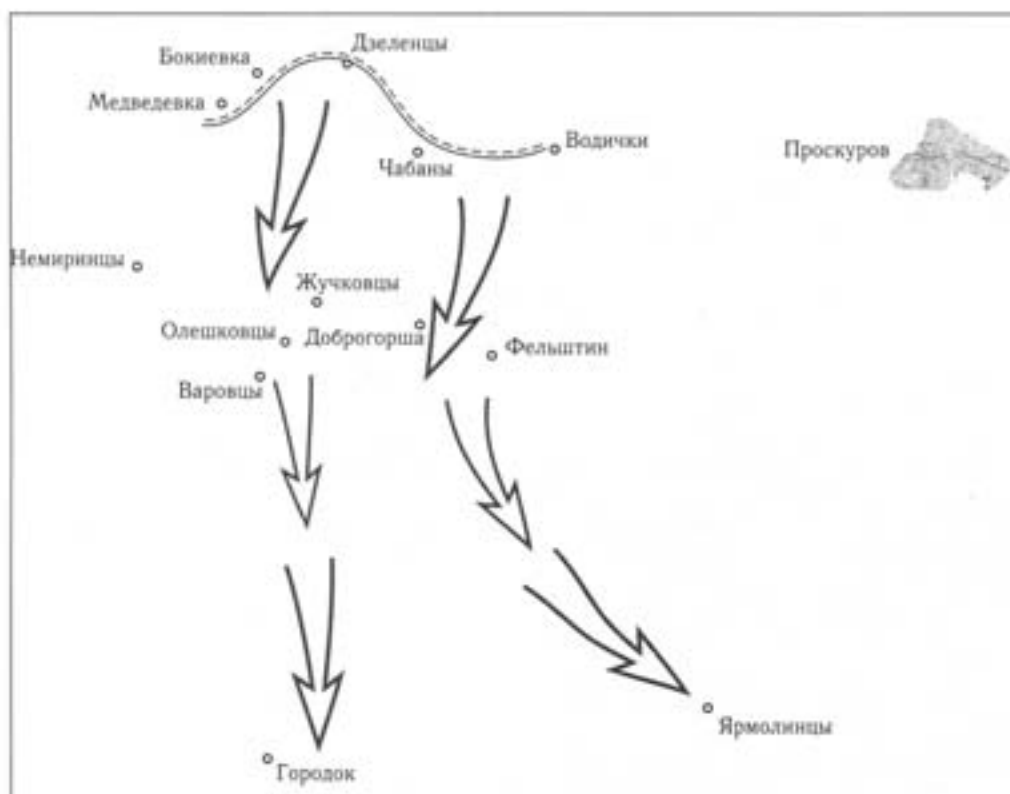 Дзеленцы
Бокиевка
Медведевка
Водички
Проскуров
Чабаны
Немиринцы
Жучковцы
Олешковцы
Доброгорша
Фельштин
Варовцы
Ярмолинцы
Городок